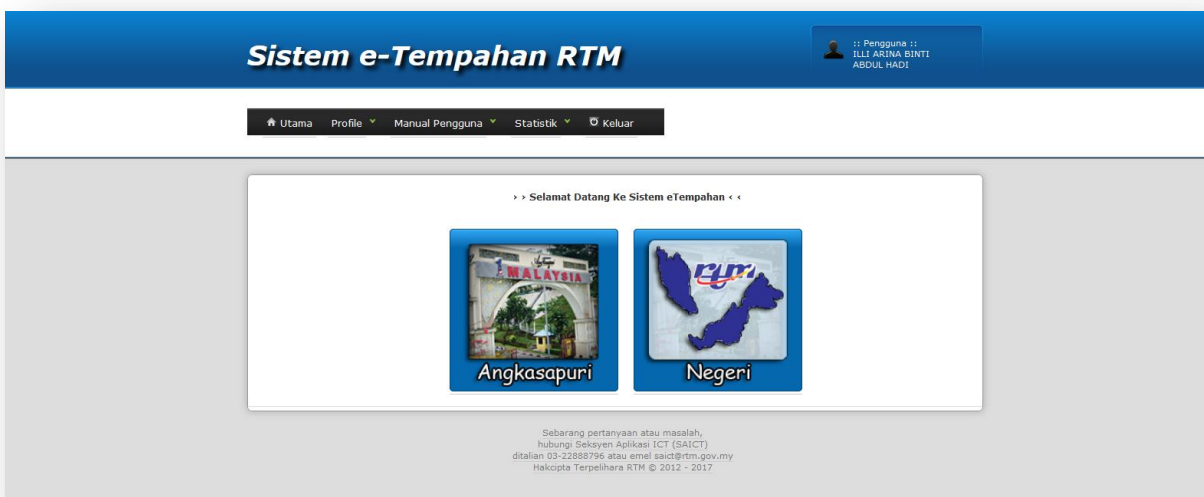 Sistem e-Tempahan RTM
:: Pengguna ::
ILLI ARINA BINTI
ABDUL HADI
Utama Profile Manual Pengguna Statistik Keluar
› › Selamat Datang Ke Sistem eTempahan ‹ ‹
1 MALAYSIA
rtm
Angkasapuri
Negeri
Sebarang pertanyaan atau masalah,
hubungi Seksyen Aplikasi ICT (SAICT)
ditalian 03-22888796 atau emel saict@rtm.gov.my
Hakcipta Terpelihara RTM © 2012 - 2017